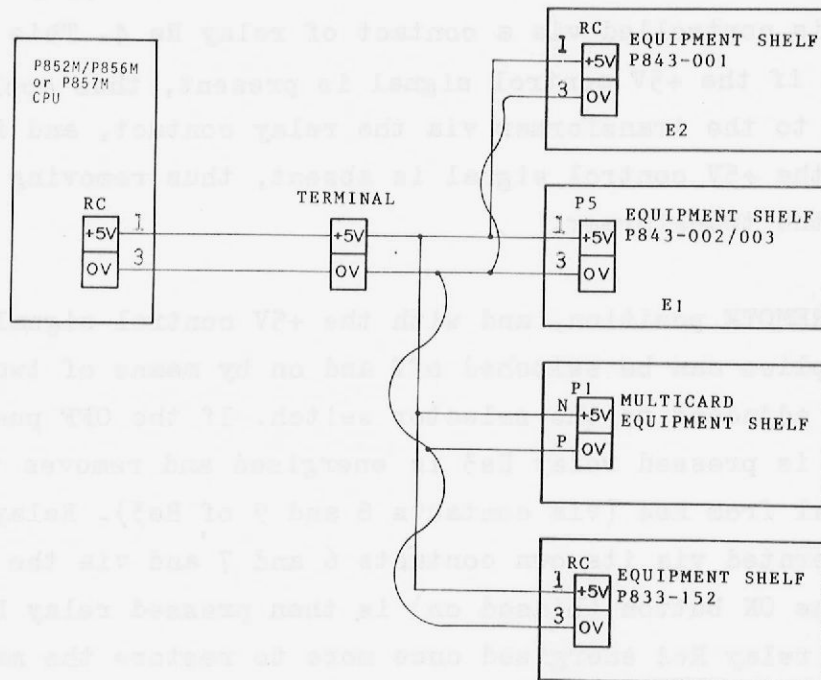 P852M/P856M
or P857M
CPU
RC
+5V
0V
1
3
TERMINAL
+5V
0V
RC
1
3
+5V
0V
EQUIPMENT SHELF
P843-001
E2
P5
1
3
+5V
0V
EQUIPMENT SHELF
P843-002/003
E1
P1
N
P
+5V
0V
MULTICARD
EQUIPMENT SHELF
RC
1
3
+5V
0V
EQUIPMENT SHELF
P833-152